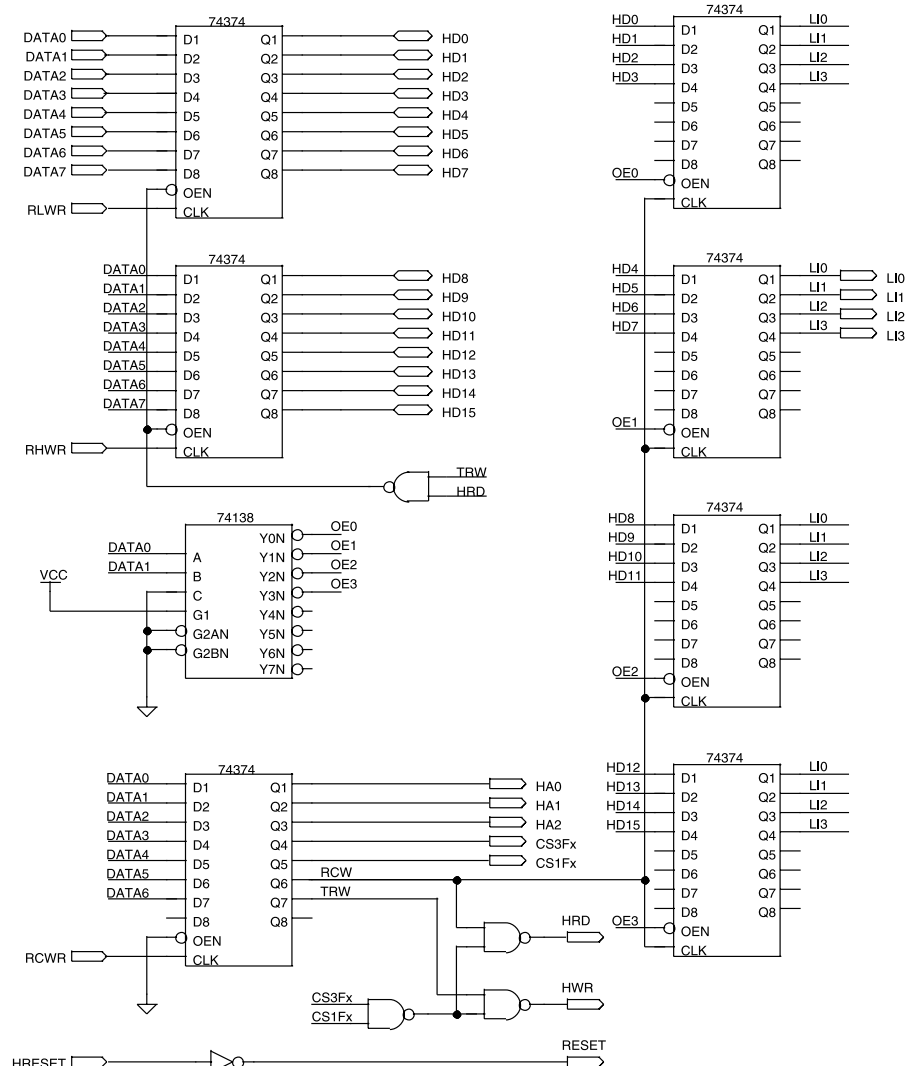 74374
DATA0 D1 Q1 HD0
DATA1 D2 Q2 HD1
DATA2 D3 Q3 HD2
DATA3 D4 Q4 HD3
DATA4 D5 Q5 HD4
DATA5 D6 Q6 HD5
DATA6 D7 Q7 HD6
DATA7 D8 Q8 HD7
OEN
RLWR CLK
74374
DATA0 D1 Q1 HD8
DATA1 D2 Q2 HD9
DATA2 D3 Q3 HD10
DATA3 D4 Q4 HD11
DATA4 D5 Q5 HD12
DATA5 D6 Q6 HD13
DATA6 D7 Q7 HD14
DATA7 D8 Q8 HD15
OEN
RHWR CLK
TRW
HRD
74138
Y0N OE0
DATA0 A Y1N OE1
DATA1 B Y2N OE2
VCC C Y3N OE3
G1 Y4N
G2AN Y5N
G2BN Y6N
Y7N
74374
DATA0 D1 Q1 HA0
DATA1 D2 Q2 HA1
DATA2 D3 Q3 HA2
DATA3 D4 Q4 CS3Fx
DATA4 D5 Q5 CS1Fx
DATA5 D6 Q6 RCW
DATA6 D7 Q7 TRW
D8 Q8
OEN
RCWR CLK
HRD
HWR
CS3Fx
CS1Fx
HRESET RESET
74374
HD0 D1 Q1 LI0
HD1 D2 Q2 LI1
HD2 D3 Q3 LI2
HD3 D4 Q4 LI3
D5 Q5
D6 Q6
D7 Q7
D8 Q8
OE0 OEN
CLK
74374
HD4 D1 Q1 LI0 LI0
HD5 D2 Q2 LI1 LI1
HD6 D3 Q3 LI2 LI2
HD7 D4 Q4 LI3 LI3
D5 Q5
D6 Q6
D7 Q7
D8 Q8
OE1 OEN
CLK
74374
HD8 D1 Q1 LI0
HD9 D2 Q2 LI1
HD10 D3 Q3 LI2
HD11 D4 Q4 LI3
D5 Q5
D6 Q6
D7 Q7
D8 Q8
OE2 OEN
CLK
74374
HD12 D1 Q1 LI0
HD13 D2 Q2 LI1
HD14 D3 Q3 LI2
HD15 D4 Q4 LI3
D5 Q5
D6 Q6
D7 Q7
D8 Q8
OE3 OEN
CLK